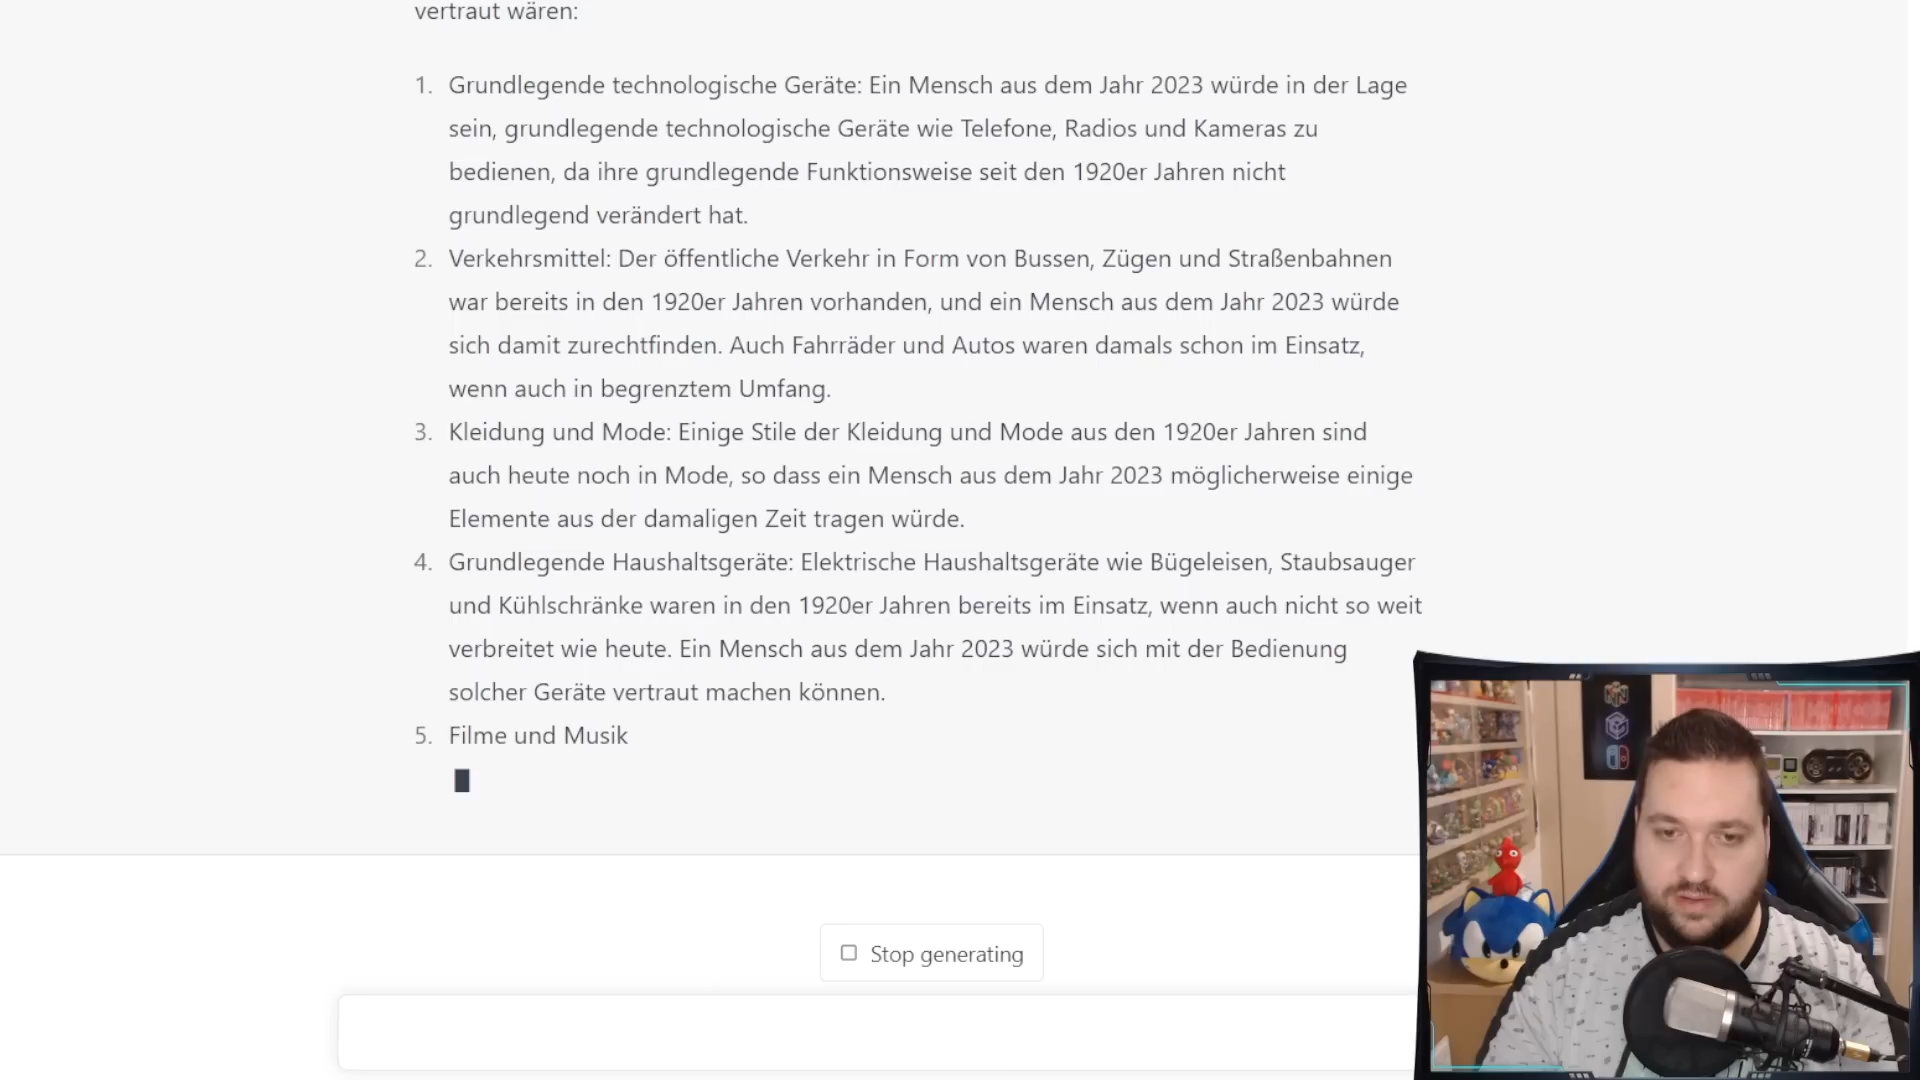 vertraut wären:
1. Grundlegende technologische Geräte: Ein Mensch aus dem Jahr 2023 würde in der Lage
sein, grundlegende technologische Geräte wie Telefone, Radios und Kameras zu
bedienen, da ihre grundlegende Funktionsweise seit den 1920er Jahren nicht
grundlegend verändert hat.
2. Verkehrsmittel: Der öffentliche Verkehr in Form von Bussen, Zügen und Straßenbahnen
war bereits in den 1920er Jahren vorhanden, und ein Mensch aus dem Jahr 2023 würde
sich damit zurechtfinden. Auch Fahrräder und Autos waren damals schon im Einsatz,
wenn auch in begrenztem Umfang.
3. Kleidung und Mode: Einige Stile der Kleidung und Mode aus den 1920er Jahren sind
auch heute noch in Mode, so dass ein Mensch aus dem Jahr 2023 möglicherweise einige
Elemente aus der damaligen Zeit tragen würde.
4. Grundlegende Haushaltsgeräte: Elektrische Haushaltsgeräte wie Bügeleisen, Staubsauger
und Kühlschränke waren in den 1920er Jahren bereits im Einsatz, wenn auch nicht so weit
verbreitet wie heute. Ein Mensch aus dem Jahr 2023 würde sich mit der Bedienung
solcher Geräte vertraut machen können.
5. Filme und Musik
Stop generating